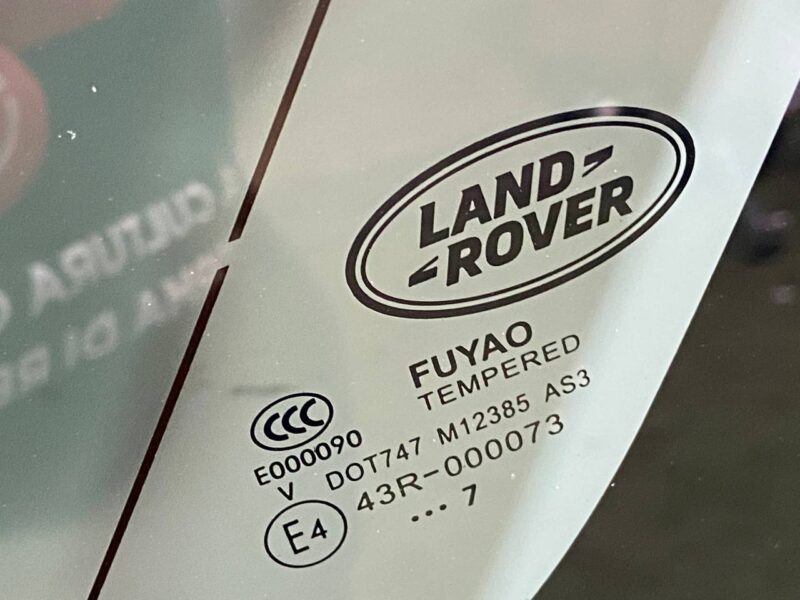 LAND
ROVER
FUYAO
TEMPERED
CCC
E000090
V
DOT747 M12385 AS3
E4
43R-000073
... 7